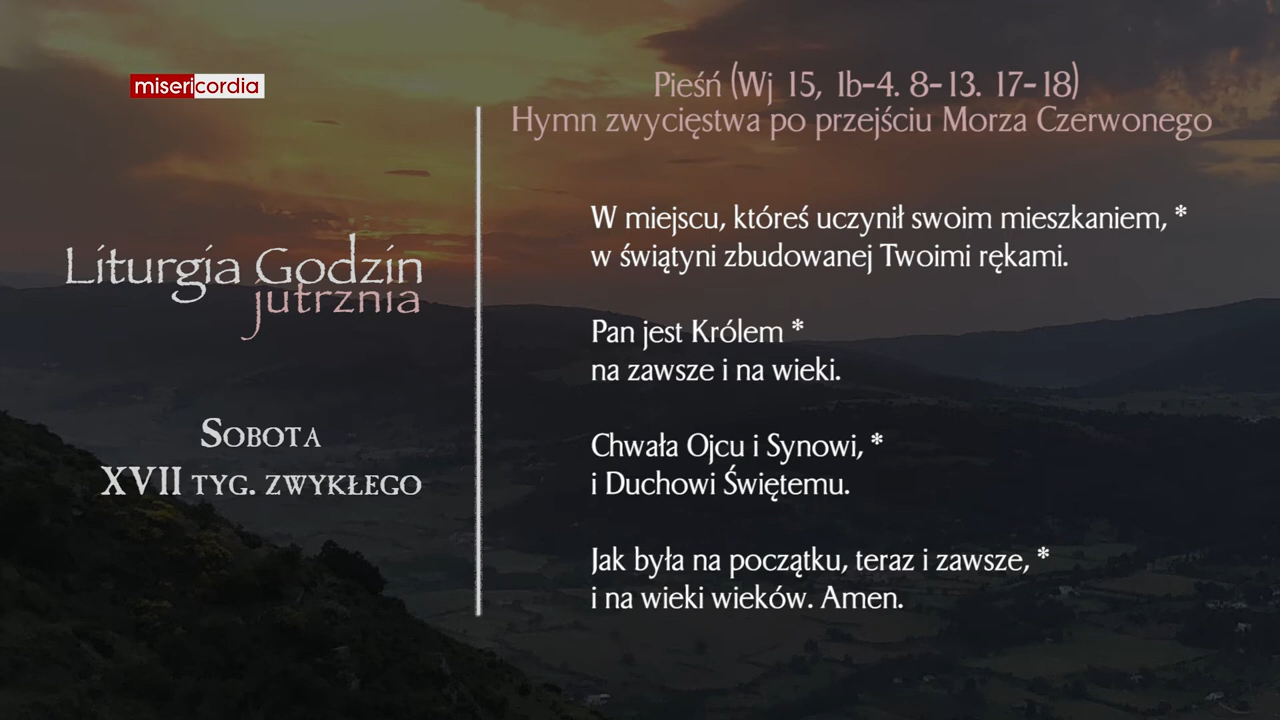 misericordia
Liturgia Godzin
jutrznia
Sobota
XVII tyg. zwykłego
Pieśń (Wj 15, 1b-4. 8-13. 17-18)
Hymn zwycięstwa po przejściu Morza Czerwonego
W miejscu, któreś uczynił swoim mieszkaniem, *
w świątyni zbudowanej Twoimi rękami.
Pan jest Królem *
na zawsze i na wieki.
Chwała Ojcu i Synowi, *
i Duchowi Świętemu.
Jak była na początku, teraz i zawsze, *
i na wieki wieków. Amen.